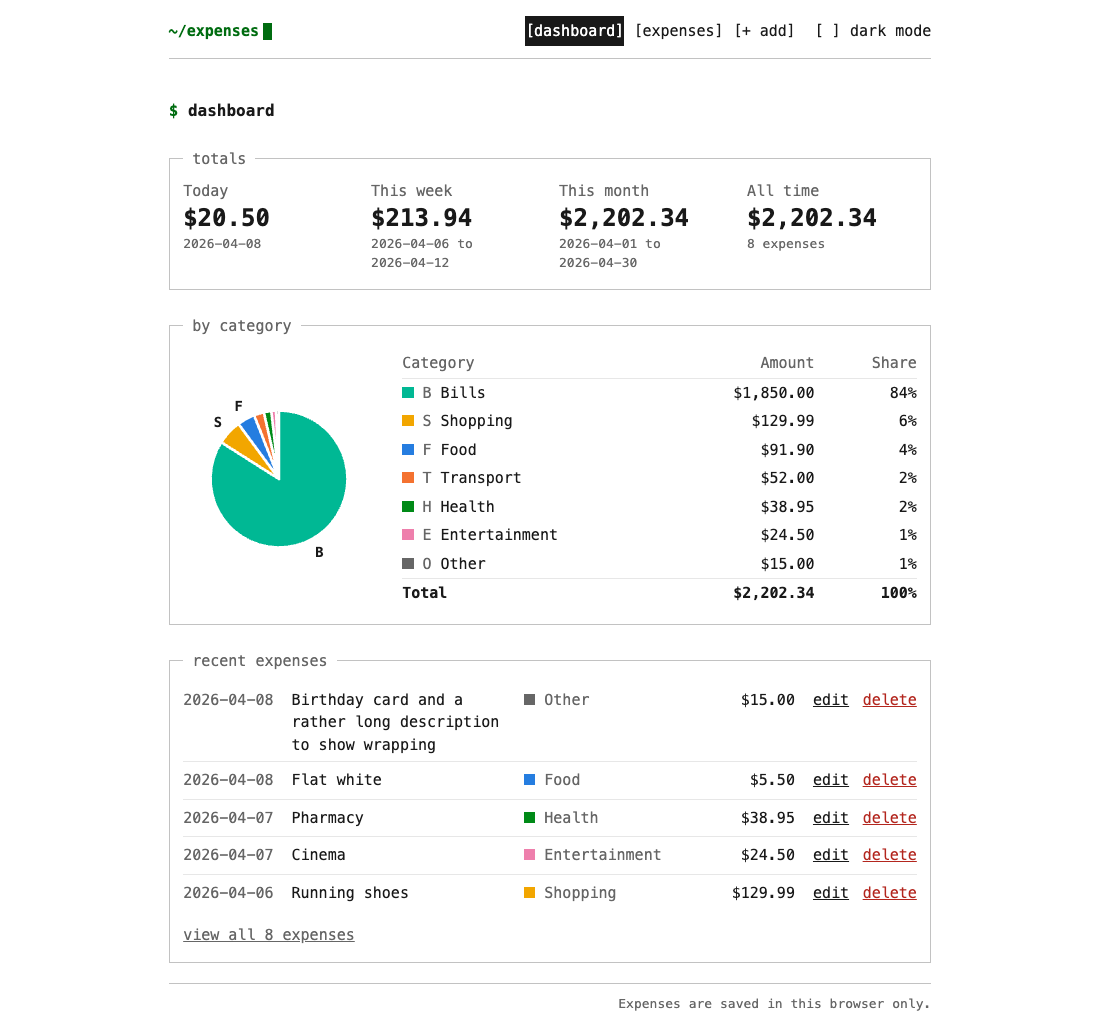 ~/expenses [dashboard] [expenses] [+ add] [ ] dark mode
$ dashboard
totals
Today This week This month All time
$20.50 $213.94 $2,202.34 $2,202.34
2026-04-08 2026-04-06 to 2026-04-01 to 8 expenses
2026-04-12 2026-04-30
by category
Category Amount Share
B Bills $1,850.00 84%
S Shopping $129.99 6%
F Food $91.90 4%
T Transport $52.00 2%
H Health $38.95 2%
E Entertainment $24.50 1%
O Other $15.00 1%
Total $2,202.34 100%
F
S
B
recent expenses
2026-04-08 Birthday card and a Other $15.00 edit delete
rather long description
to show wrapping
2026-04-08 Flat white Food $5.50 edit delete
2026-04-07 Pharmacy Health $38.95 edit delete
2026-04-07 Cinema Entertainment $24.50 edit delete
2026-04-06 Running shoes Shopping $129.99 edit delete
view all 8 expenses
Expenses are saved in this browser only.